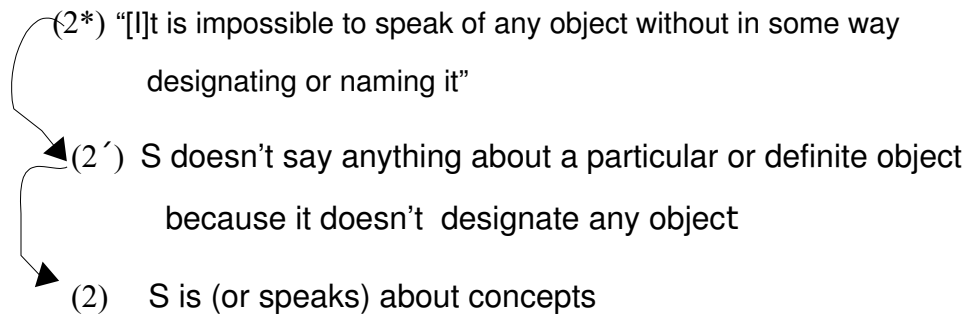 (2*) “[I]t is impossible to speak of any object without in some way
designating or naming it”
(2´) S doesn’t say anything about a particular or definite object
because it doesn’t designate any object
(2) S is (or speaks) about concepts